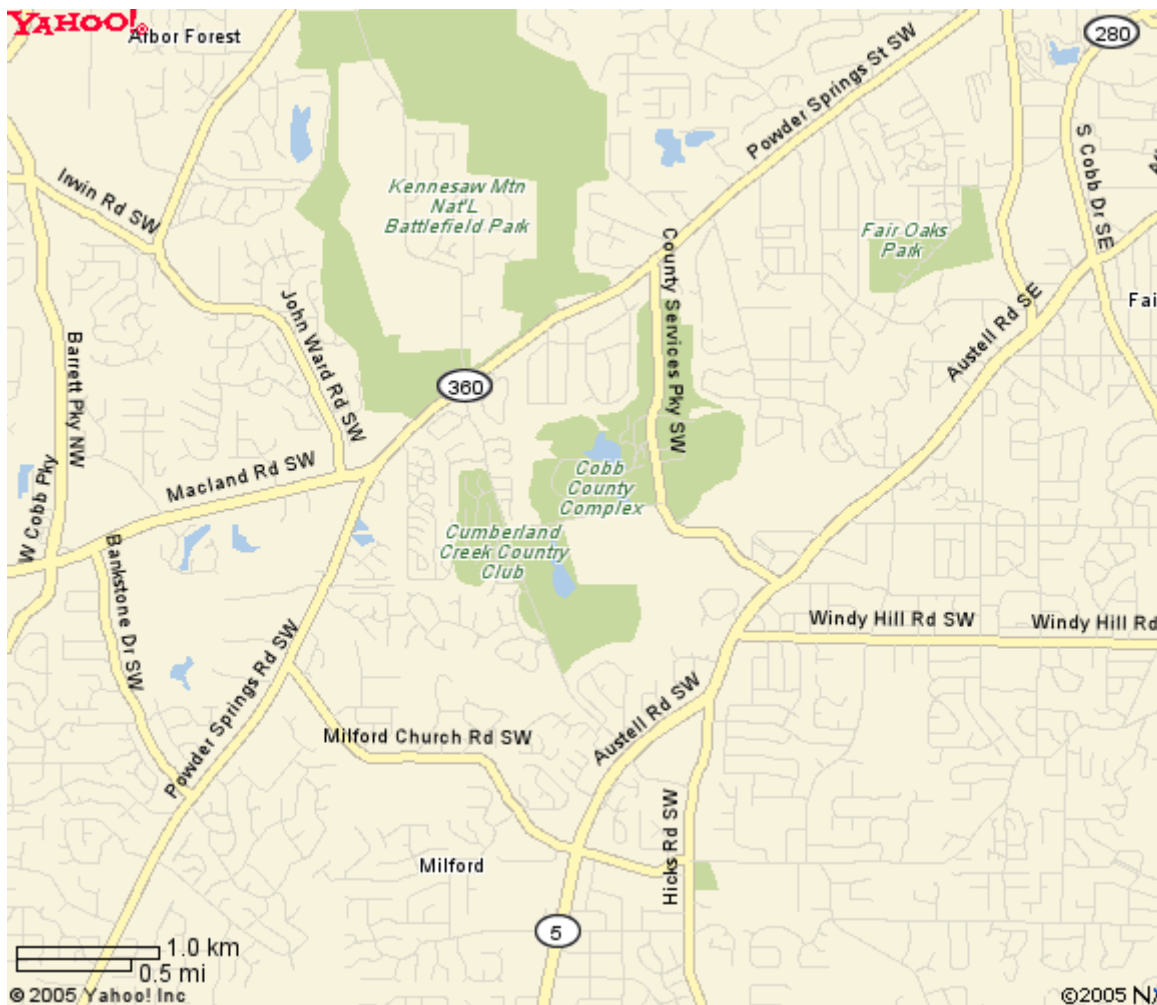 YAHOO!®
Arbor Forest
280
Powder Springs St SW
S Cobb Dr SE
Irwin Rd SW
Kennesaw Mtn
Nat'L
Battlefield Park
Fair Oaks
Park
County Services Pky SW
John Ward Rd SW
Austell Rd SE
Fai
Barrett Pky NW
360
W Cobb Pky
Macland Rd SW
Cobb
County
Complex
Cumberland
Creek Country
Club
Bankstone Dr SW
Windy Hill Rd SW
Windy Hill Rd
Powder Springs Rd SW
Austell Rd SW
Milford Church Rd SW
Hicks Rd SW
Milford
5
1.0 km
0.5 mi
© 2005 Yahoo! Inc
©2005 N